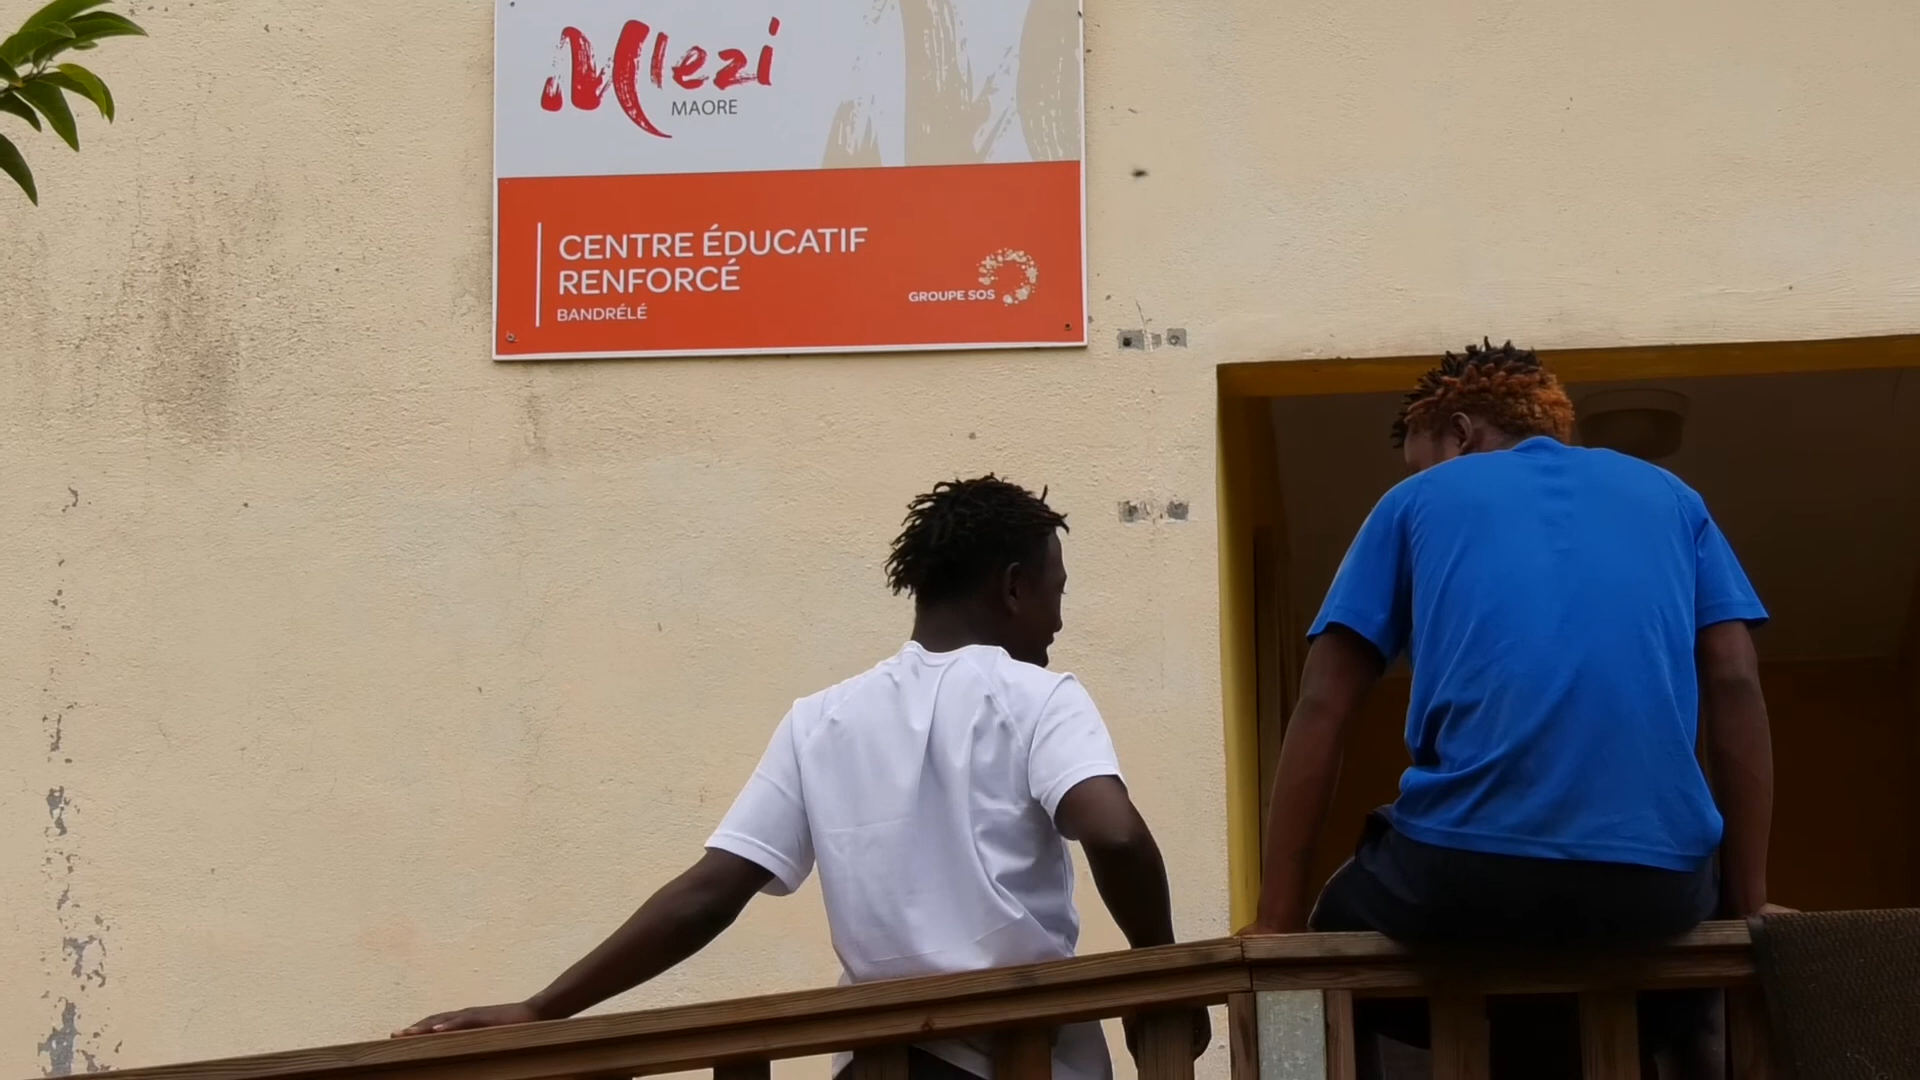 Mlezi
MAORE
CENTRE ÉDUCATIF
RENFORCÉ
BANDRÉLÉ
GROUPE SOS